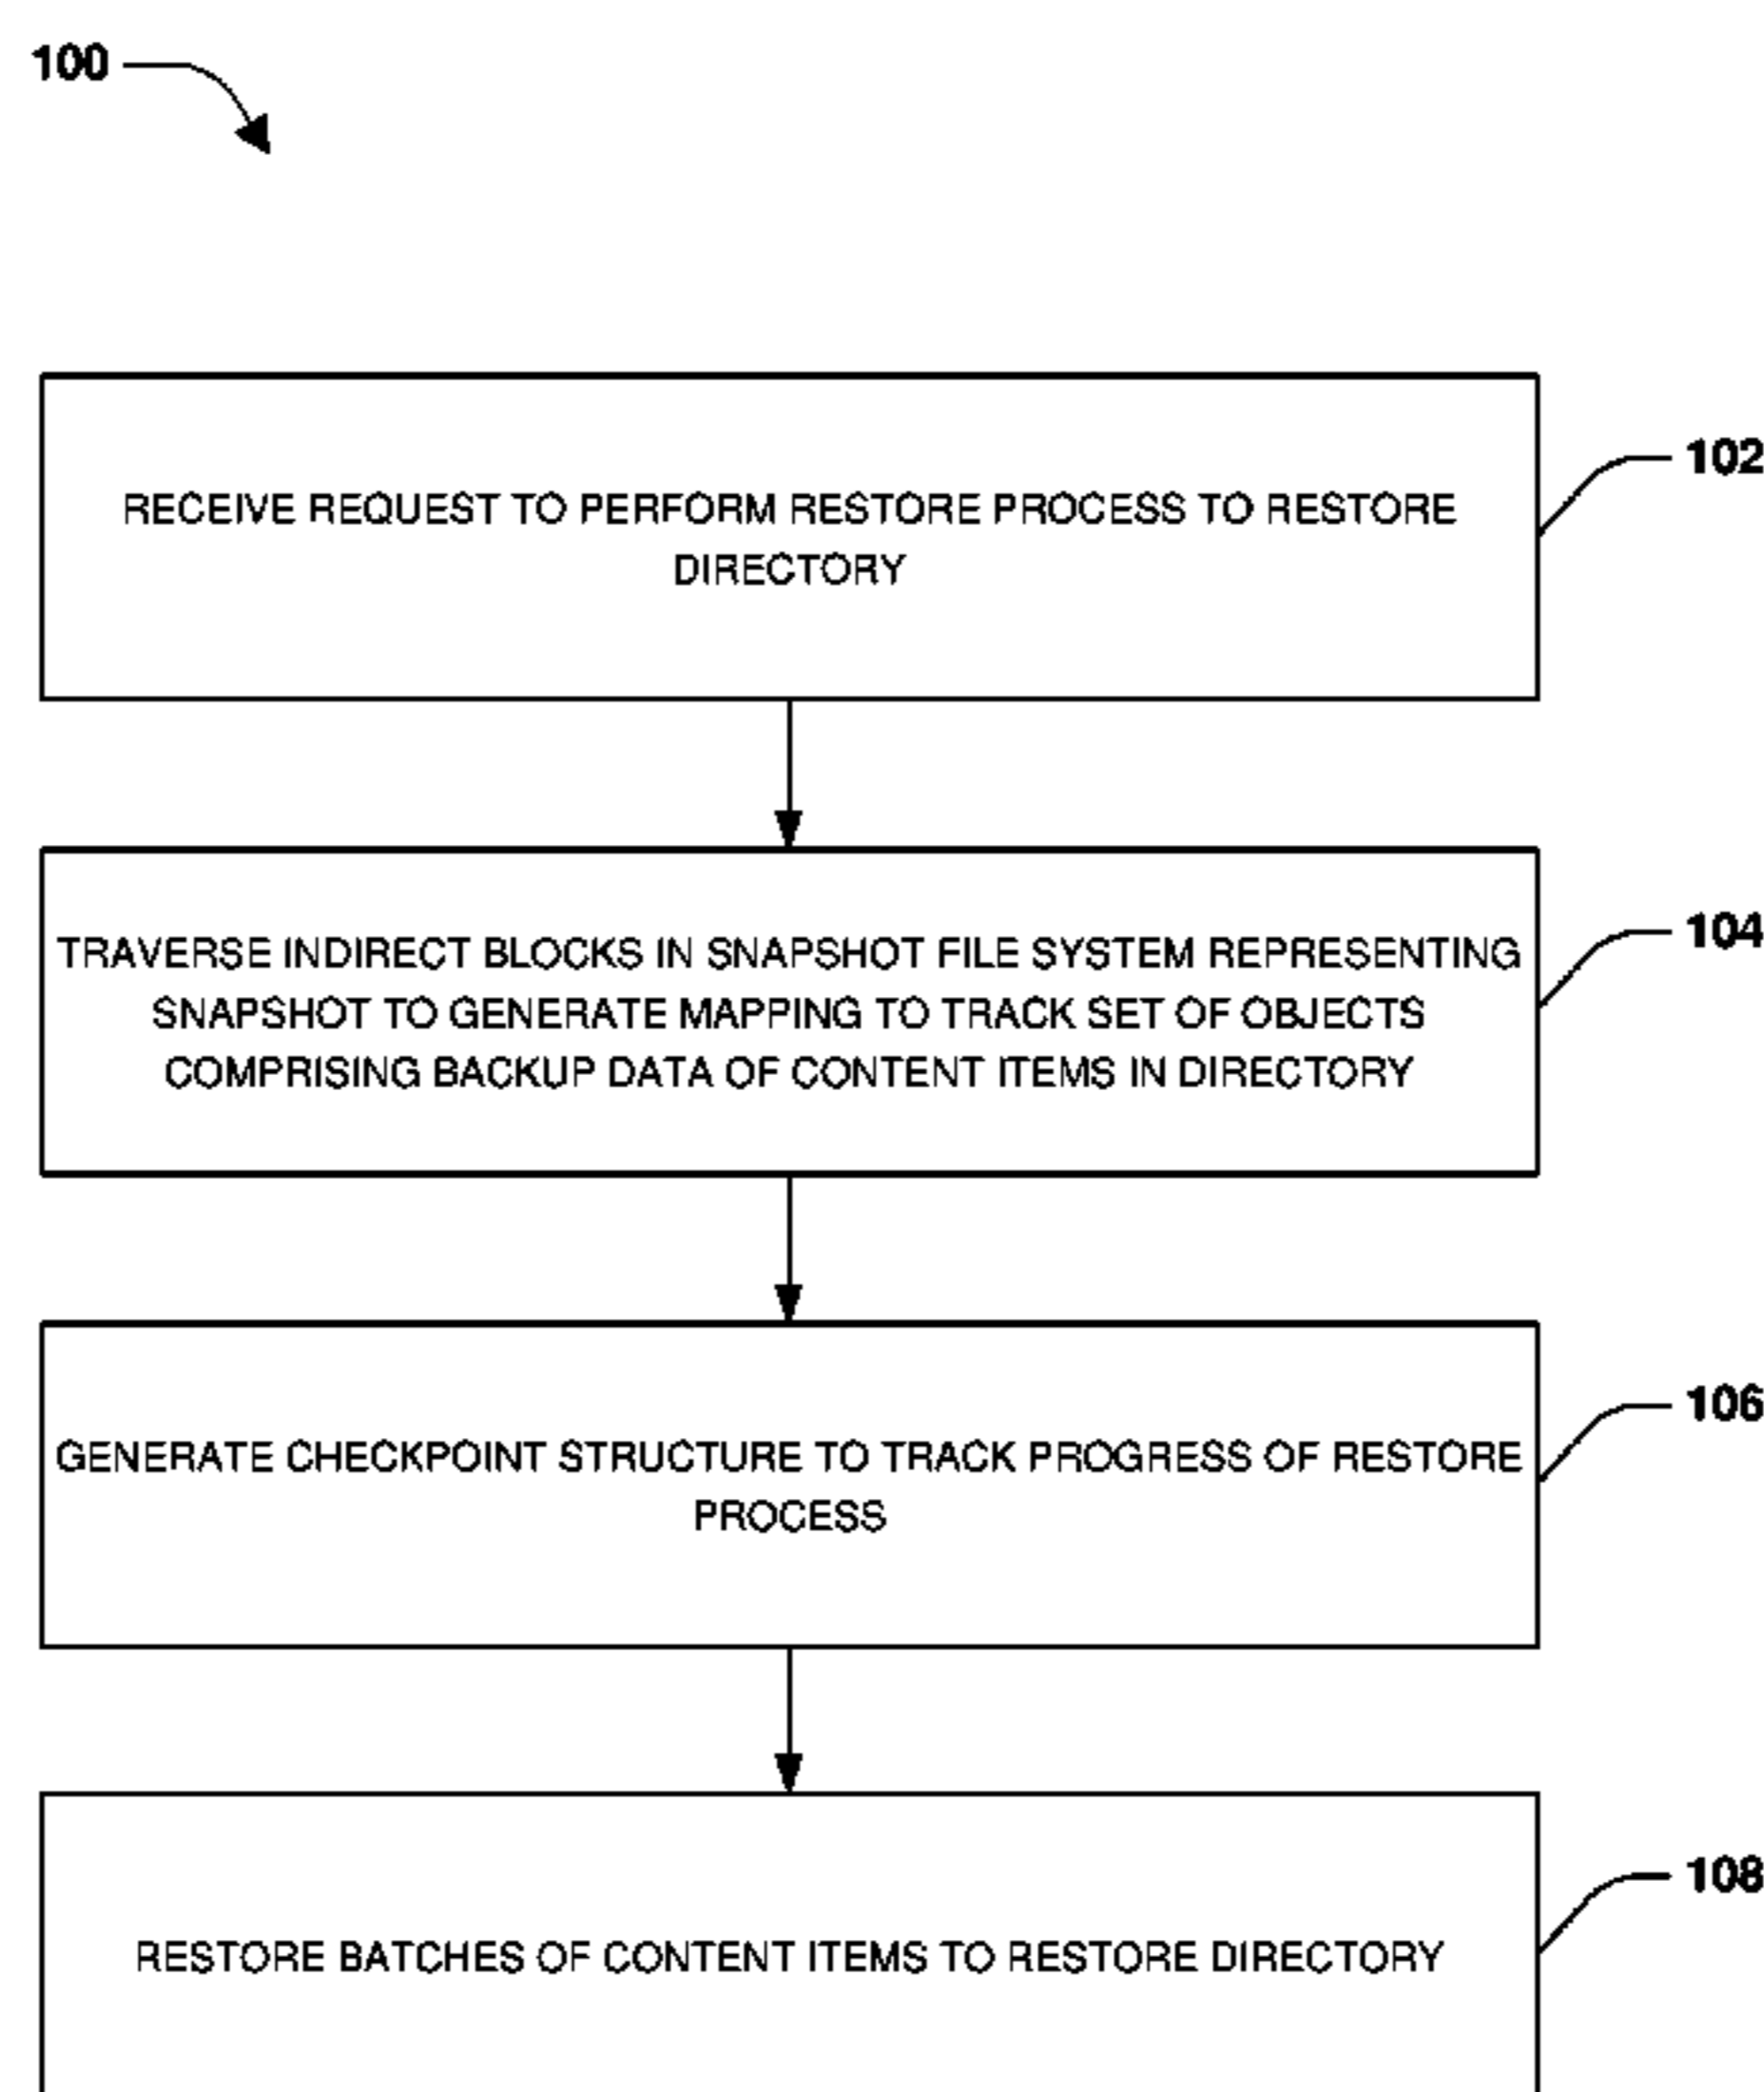 100
RECEIVE REQUEST TO PERFORM RESTORE PROCESS TO RESTORE
DIRECTORY
102
TRAVERSE INDIRECT BLOCKS IN SNAPSHOT FILE SYSTEM REPRESENTING
SNAPSHOT TO GENERATE MAPPING TO TRACK SET OF OBJECTS
COMPRISING BACKUP DATA OF CONTENT ITEMS IN DIRECTORY
104
GENERATE CHECKPOINT STRUCTURE TO TRACK PROGRESS OF RESTORE
PROCESS
106
RESTORE BATCHES OF CONTENT ITEMS TO RESTORE DIRECTORY
108